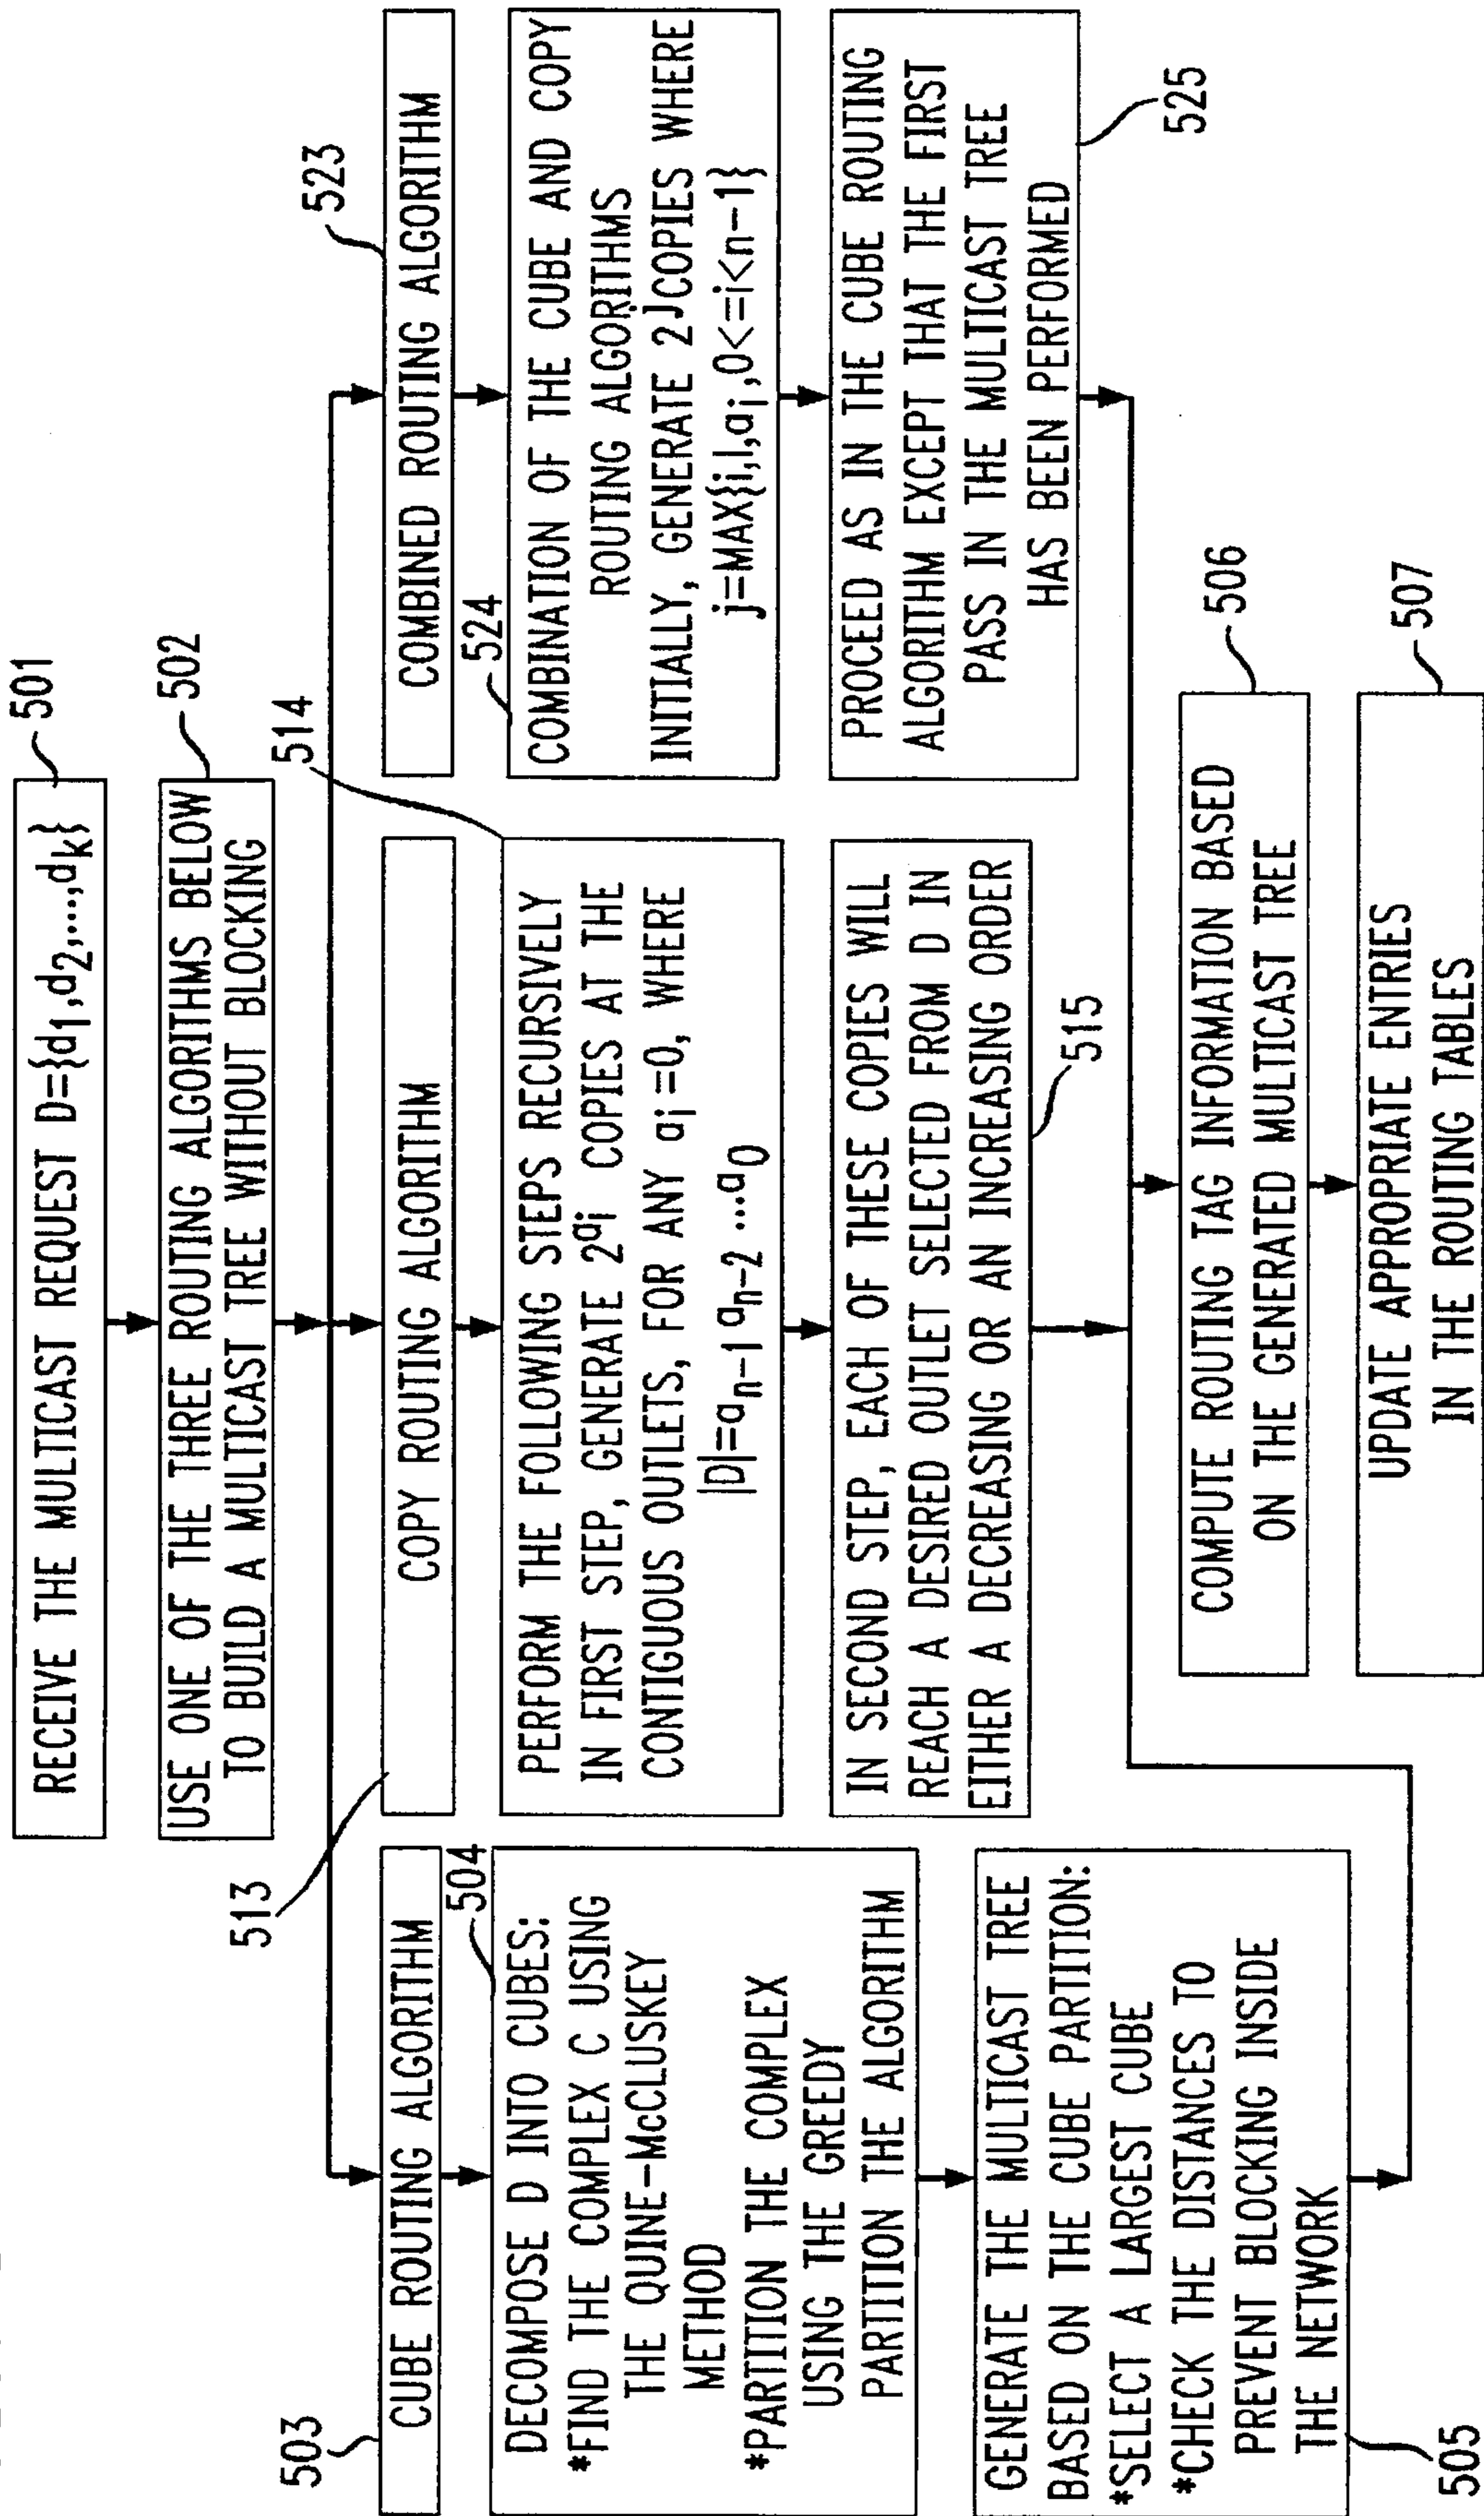 RECEIVE THE MULTICAST REQUEST D={d1,d2,...,dk}
501
USE ONE OF THE THREE ROUTING ALGORITHMS BELOW
TO BUILD A MULTICAST TREE WITHOUT BLOCKING
502
503
CUBE ROUTING ALGORITHM
504
DECOMPOSE D INTO CUBES:
*FIND THE COMPLEX C USING
THE QUINE-McCLUSKEY
METHOD
*PARTITION THE COMPLEX
USING THE GREEDY
PARTITION THE ALGORITHM
GENERATE THE MULTICAST TREE
BASED ON THE CUBE PARTITION:
*SELECT A LARGEST CUBE
*CHECK THE DISTANCES TO
PREVENT BLOCKING INSIDE
THE NETWORK
505
513
COPY ROUTING ALGORITHM
514
PERFORM THE FOLLOWING STEPS RECURSIVELY
IN FIRST STEP, GENERATE 2^ai COPIES AT THE
CONTIGUOUS OUTLETS, FOR ANY ai=0, WHERE
|D|=an-1 an-2 ...a0
IN SECOND STEP, EACH OF THESE COPIES WILL
REACH A DESIRED OUTLET SELECTED FROM D IN
EITHER A DECREASING OR AN INCREASING ORDER
515
523
COMBINED ROUTING ALGORITHM
524
COMBINATION OF THE CUBE AND COPY
ROUTING ALGORITHMS
INITIALLY, GENERATE 2^j COPIES WHERE
j=MAX{i,l,ai,0<=i<n-1}
PROCEED AS IN THE CUBE ROUTING
ALGORITHM EXCEPT THAT THE FIRST
PASS IN THE MULTICAST TREE
HAS BEEN PERFORMED
525
COMPUTE ROUTING TAG INFORMATION BASED
ON THE GENERATED MULTICAST TREE
506
UPDATE APPROPRIATE ENTRIES
IN THE ROUTING TABLES
507